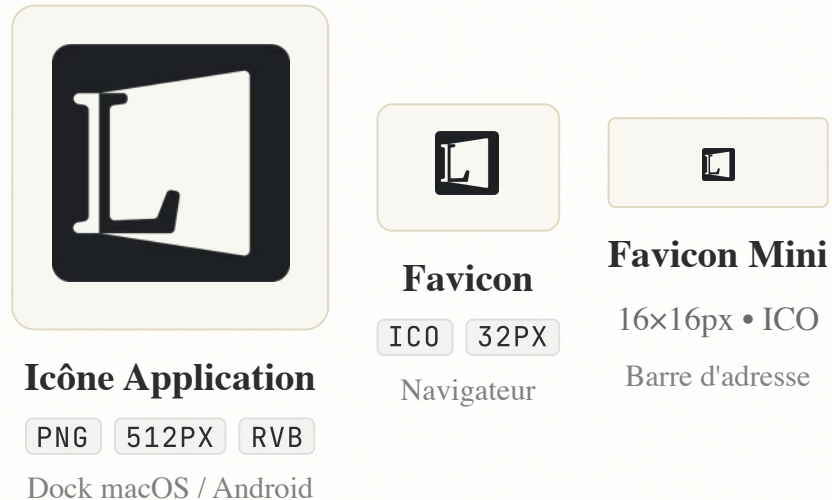 L
L
L
Icône Application
PNG 512PX RVB
Dock macOS / Android
Favicon
ICO 32PX
Navigateur
Favicon Mini
16×16px • ICO
Barre d'adresse